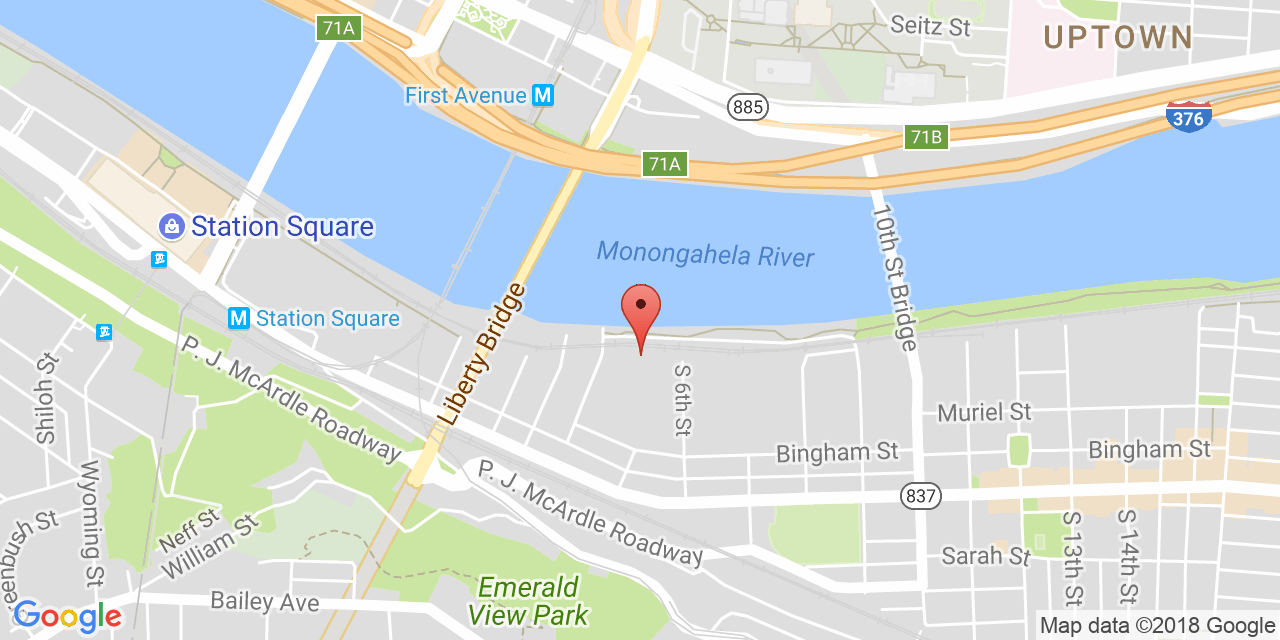 71A
Seitz St
UPTOWN
First Avenue M
885
376
71B
71A
Station Square
10th St Bridge
Monongahela River
M Station Square
Liberty Bridge
P. J. McArdle Roadway
Shiloh St
S 6th St
Muriel St
Bingham St
Bingham St
Wyoming St
P. J. McArdle Roadway
837
Neff St
William St
eenbush St
S 13th St
S 14th St
Sarah St
Emerald
View Park
Bailey Ave
Google
Map data ©2018 Google